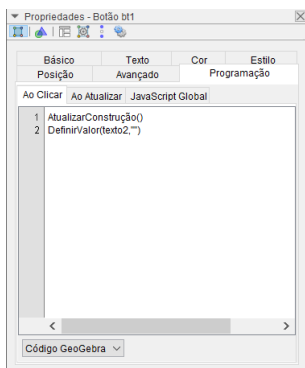 Propriedades - Botão bt1
Básico Texto Cor Estilo
Posição Avançado Programação
Ao Clicar Ao Atualizar JavaScript Global
1 AtualizarConstrução()
2 DefinirValor(texto2,"")
Código GeoGebra